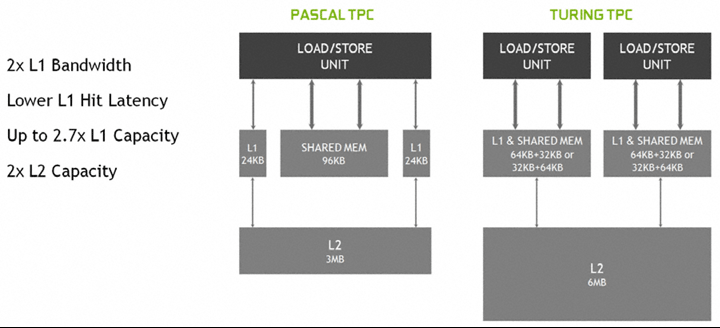 PASCAL TPC
TURING TPC
2x L1 Bandwidth
Lower L1 Hit Latency
Up to 2.7x L1 Capacity
2x L2 Capacity
LOAD/STORE
UNIT
L1
24KB
SHARED MEM
96KB
L1
24KB
L2
3MB
LOAD/STORE
UNIT
LOAD/STORE
UNIT
L1 & SHARED MEM
64KB+32KB or
32KB+64KB
L1 & SHARED MEM
64KB+32KB or
32KB+64KB
L2
6MB